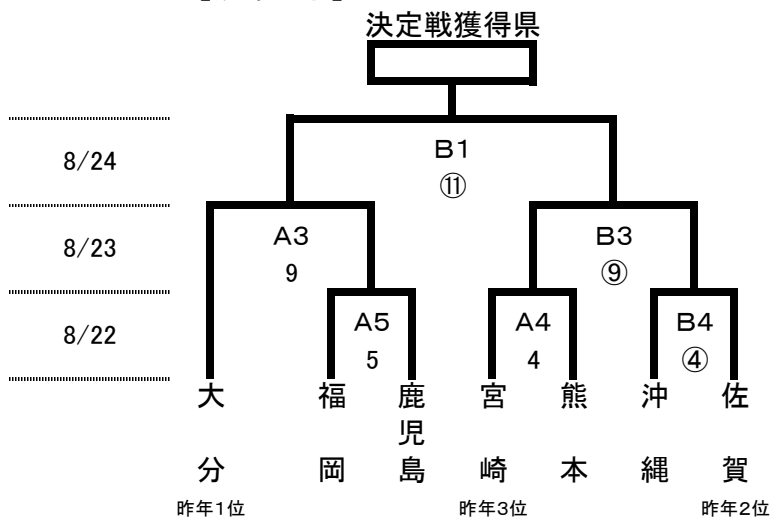 決定戦獲得県
8/24
B1
⑪
8/23
A3
B3
9
⑨
8/22
A5
A4
B4
5
4
④
大分
福岡
鹿児島
宮崎
熊本
沖縄
佐賀
昨年1位
昨年3位
昨年2位